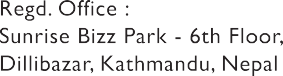 Regd. Office :
Sunrise Bizz Park - 6th Floor,
Dillibazar, Kathmandu, Nepal